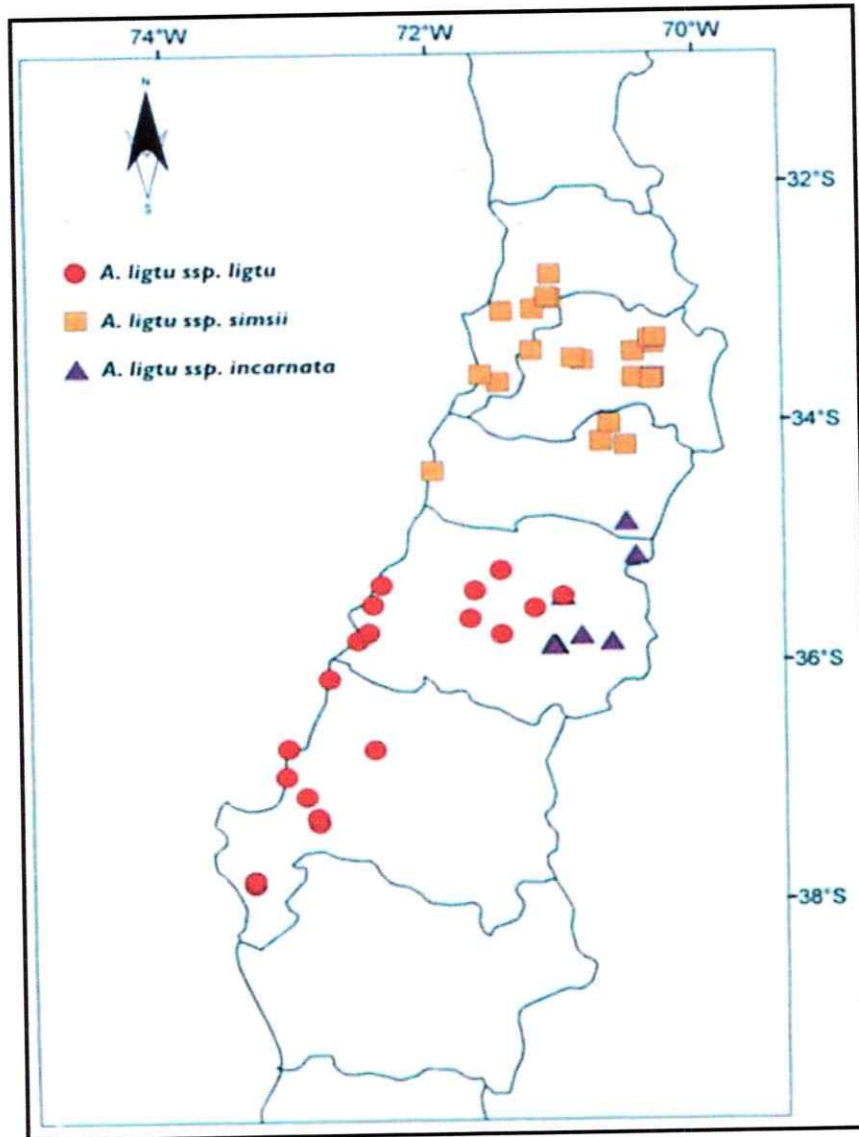 74°W 72°W 70°W
N
S
32°S
A. ligtu ssp. ligtu
A. ligtu ssp. simsii
A. ligtu ssp. incarnata
34°S
36°S
38°S